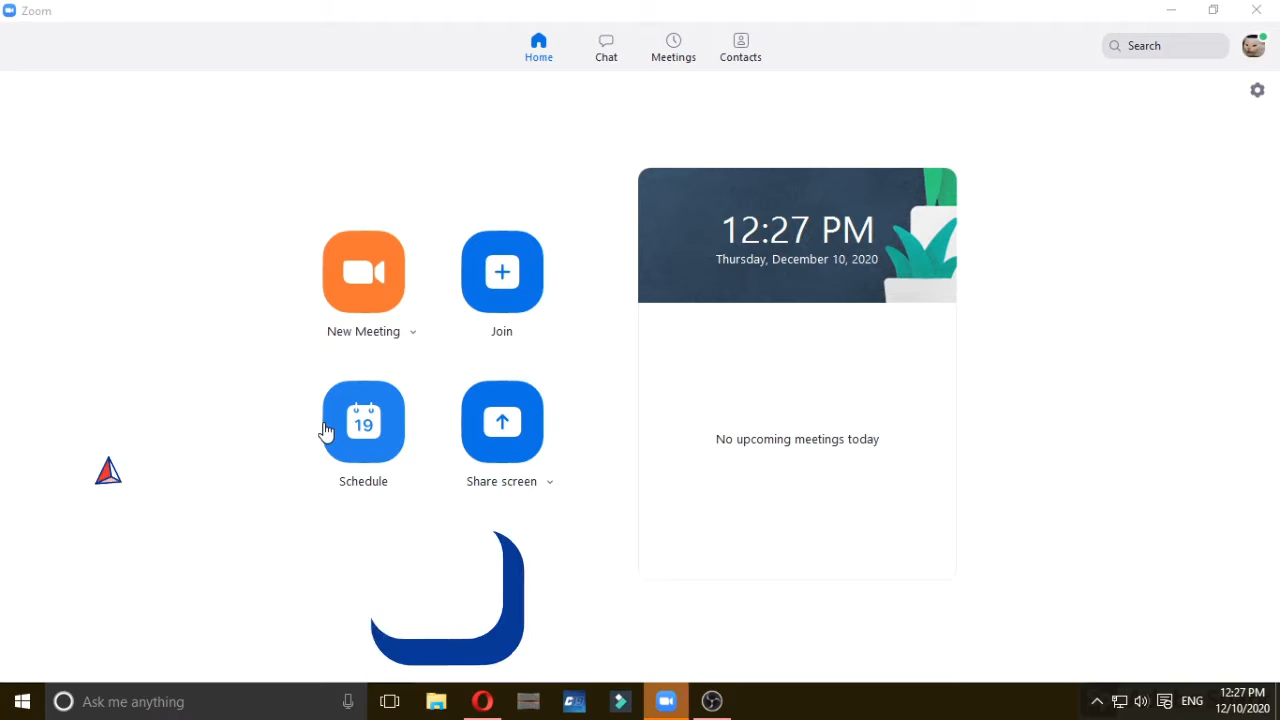 Zoom
Home
Chat
Meetings
Contacts
Search
12:27 PM
Thursday, December 10, 2020
New Meeting
Join
19
Schedule
Share screen
No upcoming meetings today
Ask me anything
ENG
12:27 PM
12/10/2020